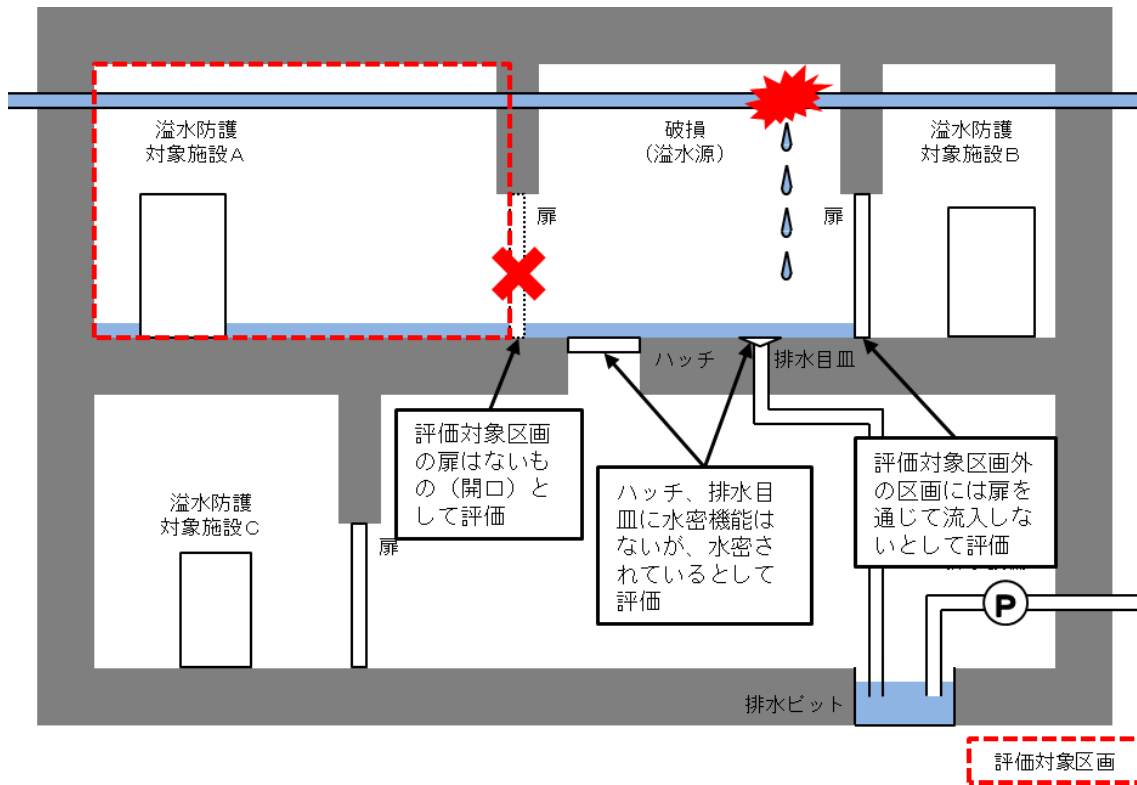 溢水防護
対象施設A
破損
（溢水源）
溢水防護
対象施設B
扉
扉
ハッチ
排水目皿
評価対象区画
の扉はないも
の（開口）と
して評価
ハッチ、排水目
皿に水密機能は
ないが、水密さ
れているとして
評価
評価対象区画外
の区画には扉を
通じて流入しな
いとして評価
溢水防護
対象施設C
扉
P
排水ピット
評価対象区画